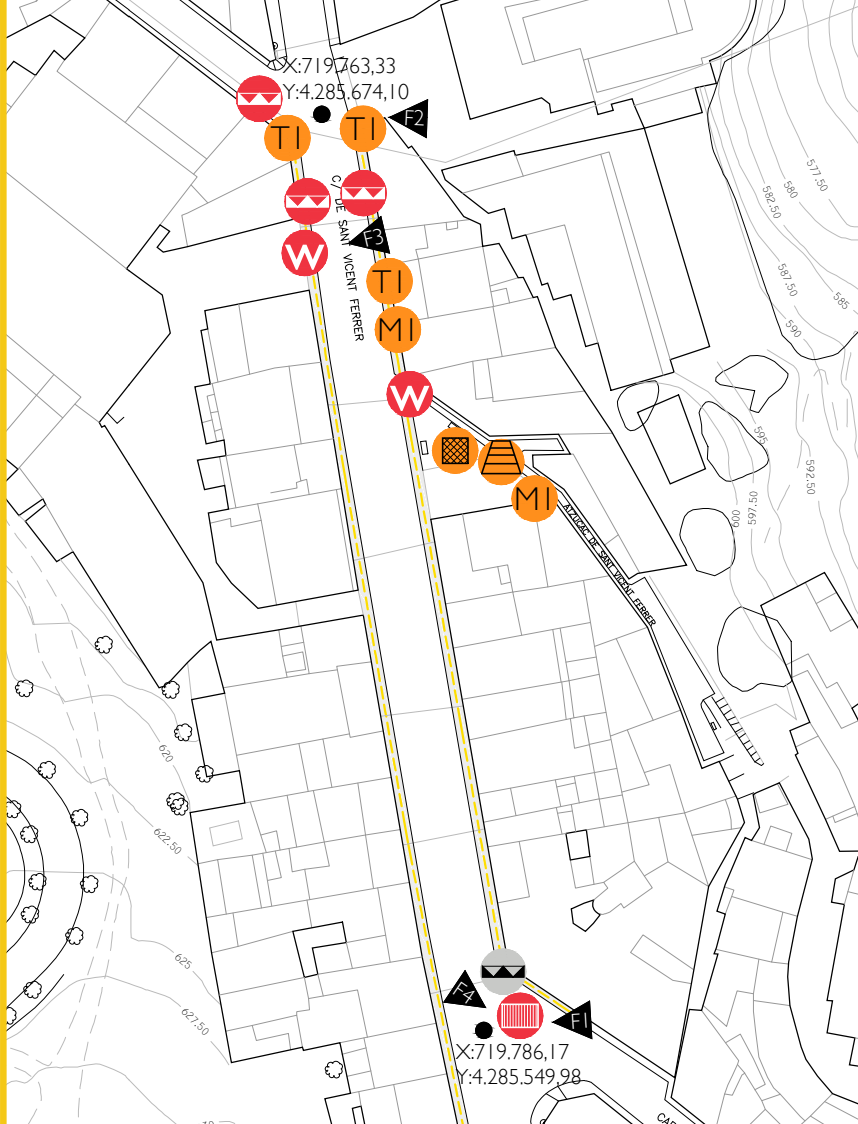 X:719.763,33
Y:4.285.674,10
TI
TI
F2
C/ DE SANT VICENT FERRER
F3
W
TI
MI
W
MI
ATZUCAC DE SANT VICENT FERRER
577.50
580
582.50
585
587.50
590
592.50
595
597.50
600
620
622.50
625
627.50
F4
F1
X:719.786,17
Y:4.285.549,98